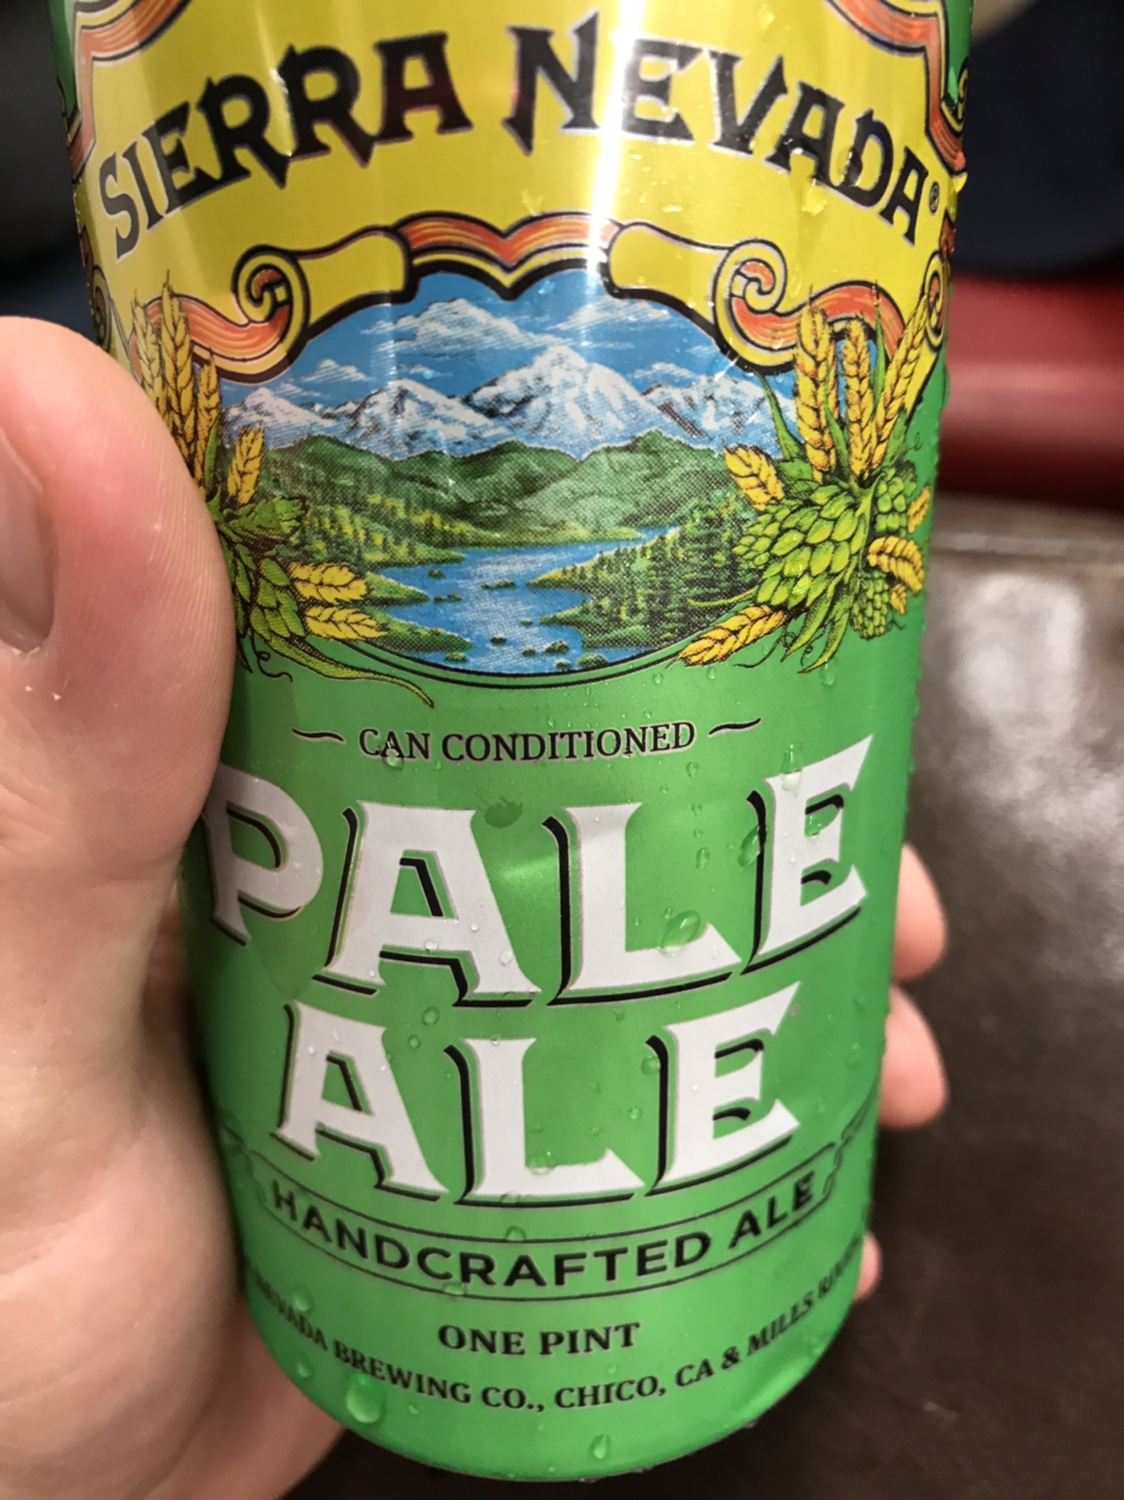 SIERRA NEVADA®
CAN CONDITIONED
PALE
ALE
HANDCRAFTED ALE
ONE PINT
BREWING CO., CHICO, CA & MILLS